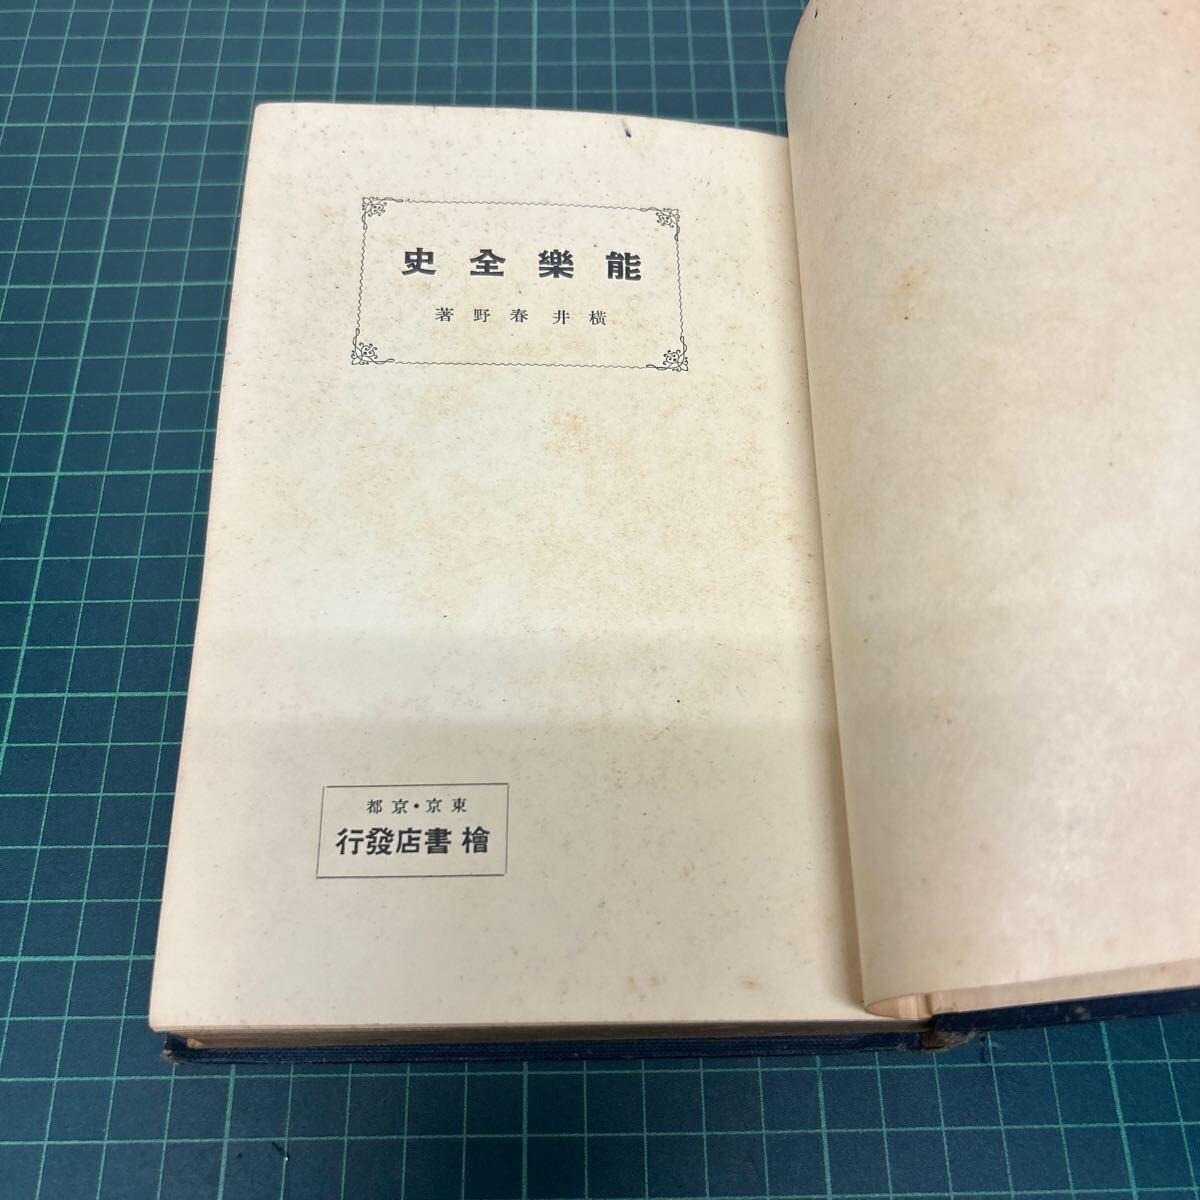 能樂全史
橫井春野著
東京・京都
檜書店發行